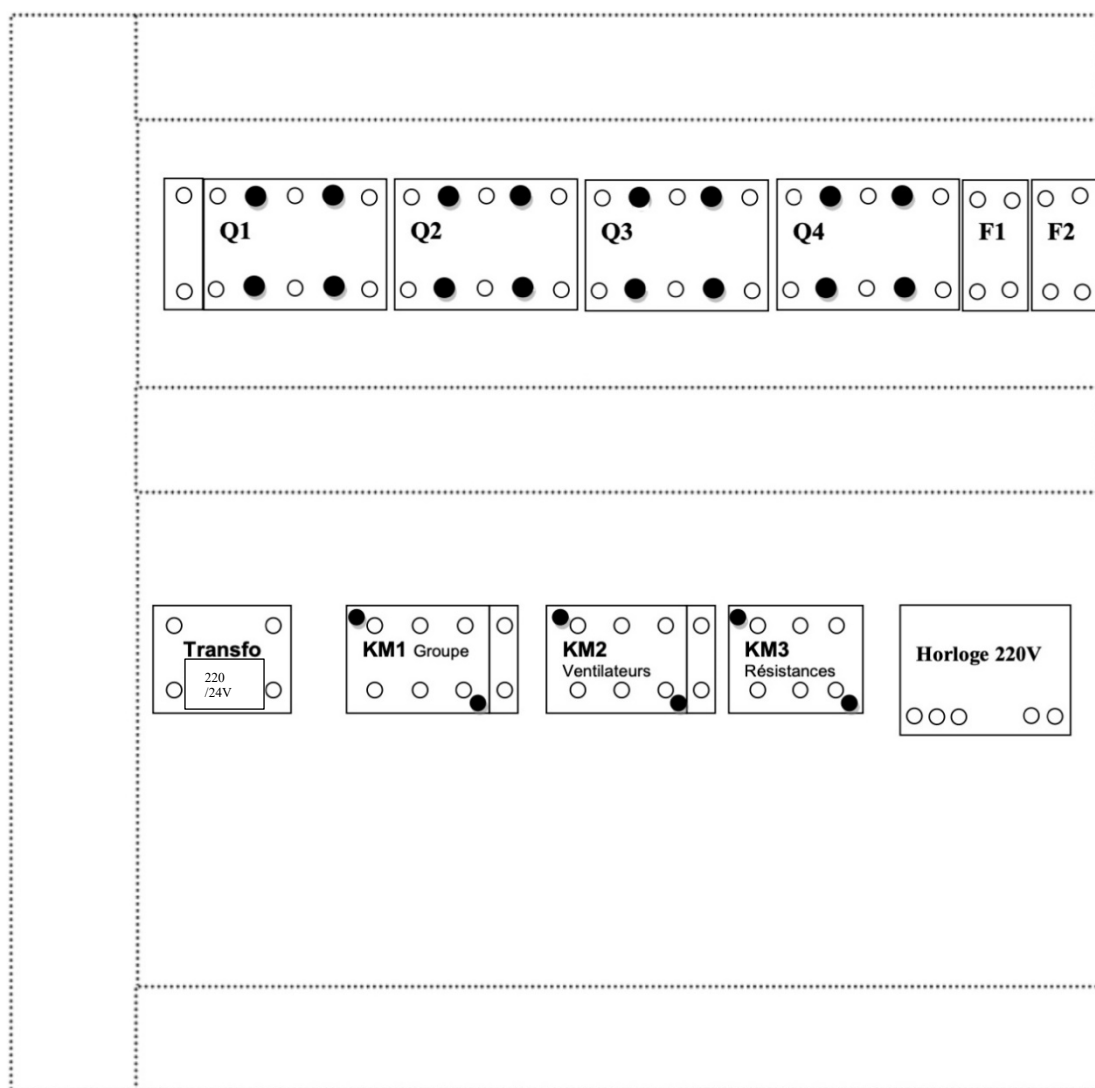 Q1
Q2
Q3
Q4
F1
F2
Transfo
220
/24V
KM1 Groupe
KM2
Ventilateurs
KM3
Résistances
Horloge 220V